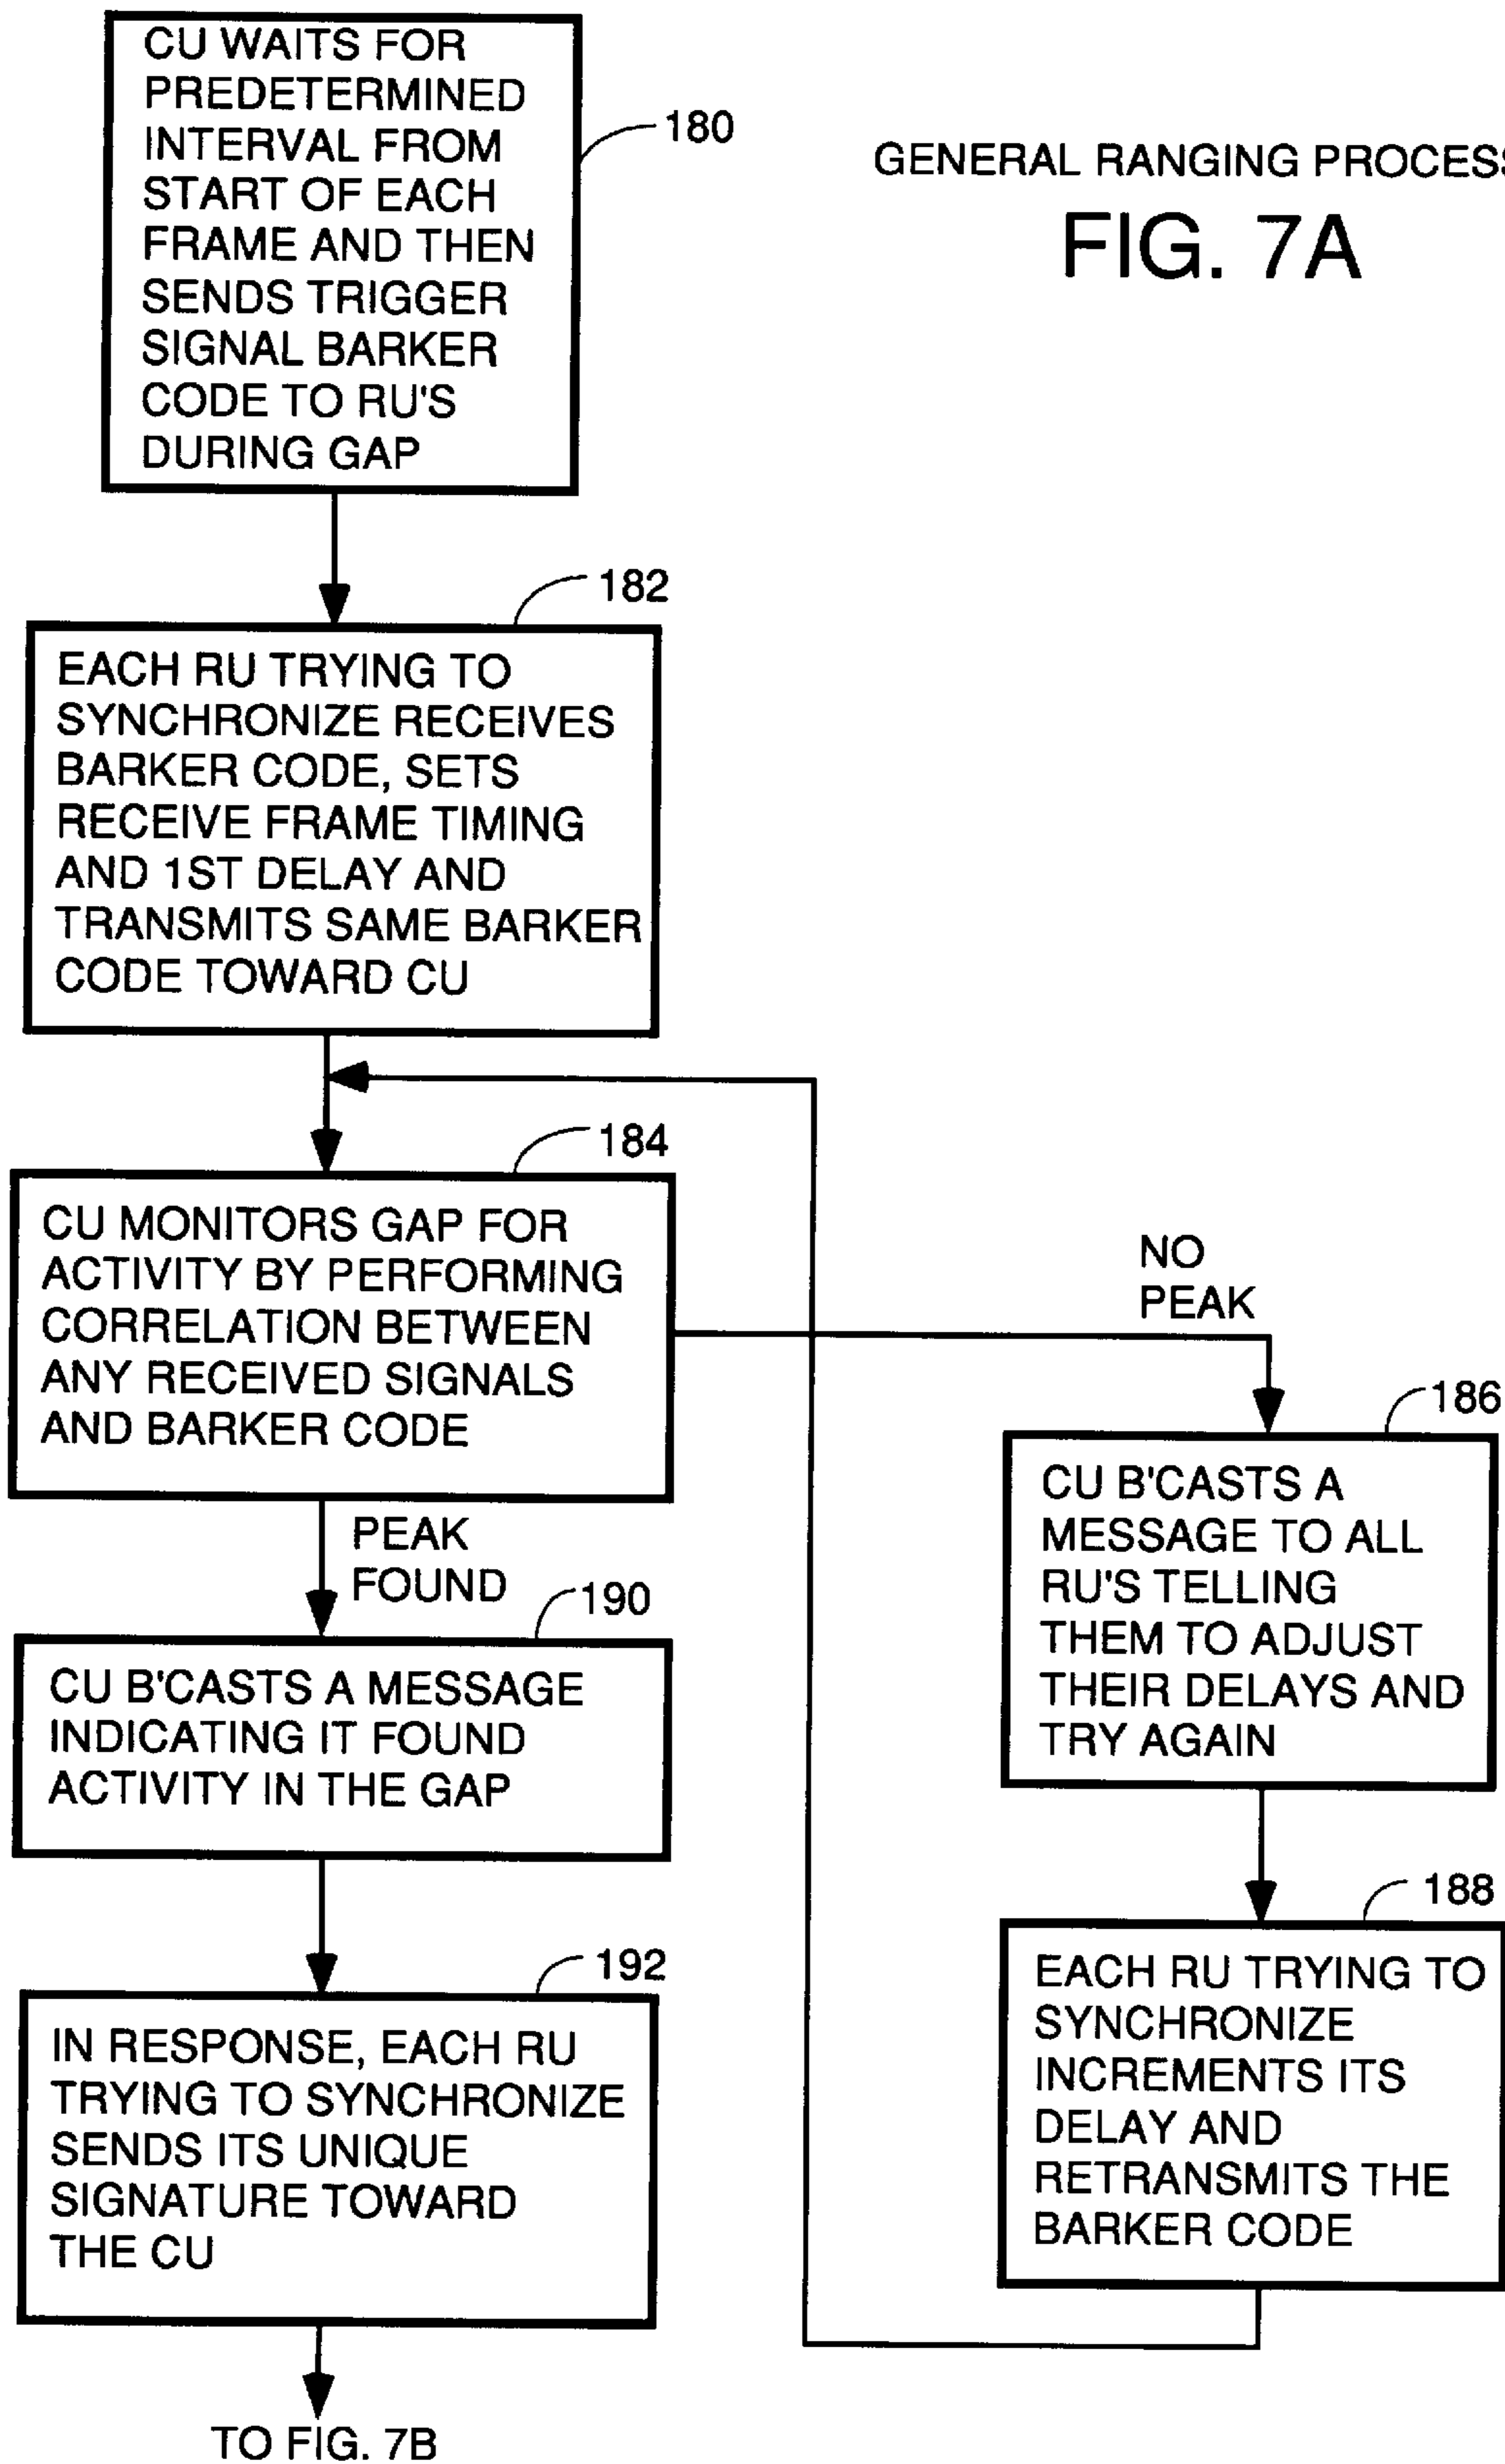 CU WAITS FOR
PREDETERMINED
INTERVAL FROM
START OF EACH
FRAME AND THEN
SENDS TRIGGER
SIGNAL BARKER
CODE TO RU'S
DURING GAP
180
GENERAL RANGING PROCESS
FIG. 7A
182
EACH RU TRYING TO
SYNCHRONIZE RECEIVES
BARKER CODE, SETS
RECEIVE FRAME TIMING
AND 1ST DELAY AND
TRANSMITS SAME BARKER
CODE TOWARD CU
184
CU MONITORS GAP FOR
ACTIVITY BY PERFORMING
CORRELATION BETWEEN
ANY RECEIVED SIGNALS
AND BARKER CODE
NO
PEAK
186
CU B'CASTS A
MESSAGE TO ALL
RU'S TELLING
THEM TO ADJUST
THEIR DELAYS AND
TRY AGAIN
188
EACH RU TRYING TO
SYNCHRONIZE
INCREMENTS ITS
DELAY AND
RETRANSMITS THE
BARKER CODE
PEAK
FOUND
190
CU B'CASTS A MESSAGE
INDICATING IT FOUND
ACTIVITY IN THE GAP
192
IN RESPONSE, EACH RU
TRYING TO SYNCHRONIZE
SENDS ITS UNIQUE
SIGNATURE TOWARD
THE CU
TO FIG. 7B